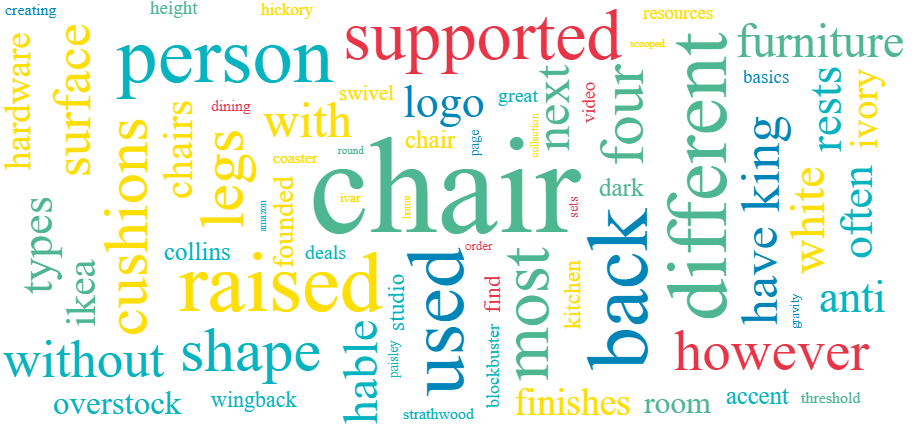 creating
height
hickory
resources
supported
scooped
furniture
person
hardware
surface
different
basics
next
four
video
rests
ivory
swivel
logo
great
dining
chairs
with
legs
cushions
chair
page
collection
round
coaster
chair
have king
white
often
dark
sets
ivar
home
amazon
founded
types
ikea
collins
deals
order
back
most
used
raised
studio
find
kitchen
gravity
anti
without
shape
hable
paisley
blockbuster
however
overstock
wingback
strathwood
finishes
room
accent
threshold